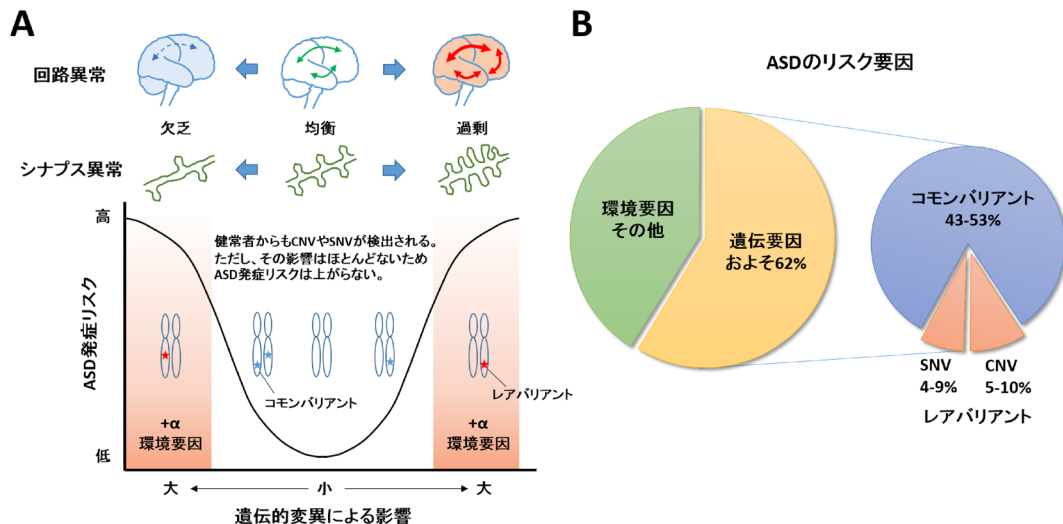 A
回路異常
欠乏
均衡
過剰
シナプス異常
高
ASD発症リスク
低
健常者からもCNVやSNVが検出される。
ただし、その影響はほとんどないため
ASD発症リスクは上がらない。
コモンバリアント
レアバリアント
+α
環境要因
+α
環境要因
大
小
大
遺伝的変異による影響
B
ASDのリスク要因
環境要因
その他
遺伝要因
およそ62%
コモンバリアント
43-53%
SNV
4-9%
CNV
5-10%
レアバリアント